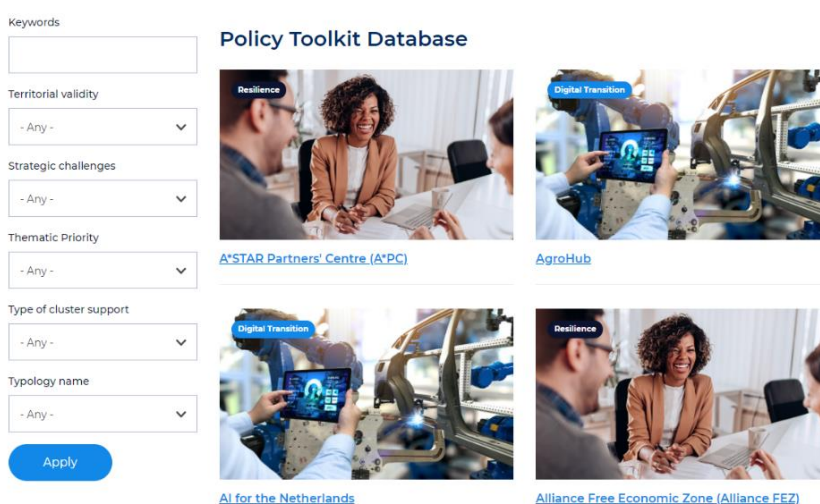 Keywords
Territorial validity
- Any -
Strategic challenges
- Any -
Thematic Priority
- Any -
Type of cluster support
- Any -
Typology name
- Any -
Apply
Policy Toolkit Database
Resilience
A*STAR Partners' Centre (A*PC)
Digital Transition
AgroHub
Digital Transition
AI for the Netherlands
Resilience
Alliance Free Economic Zone (Alliance FEZ)